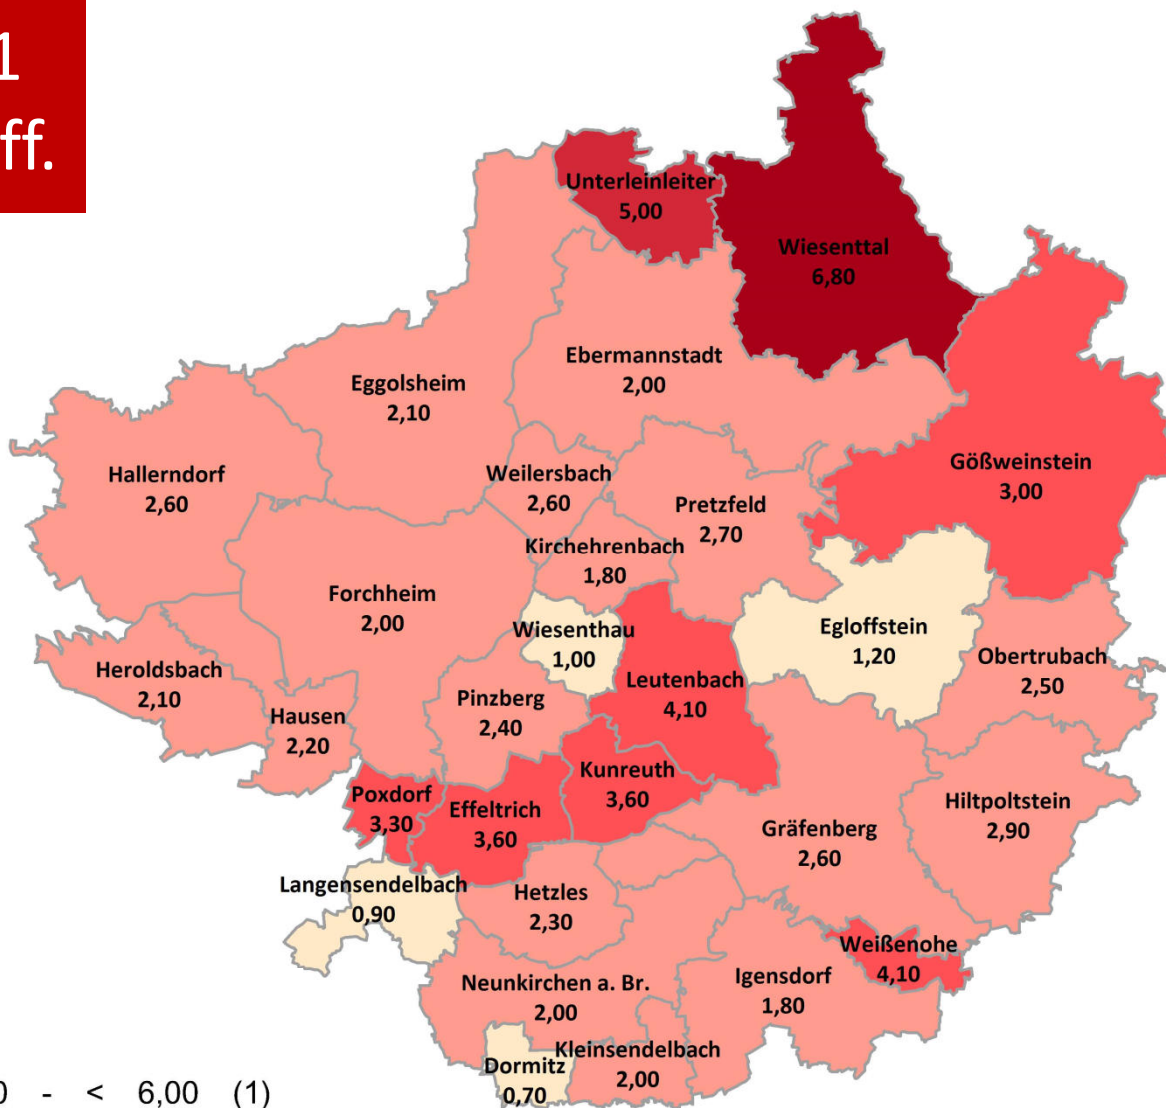 1
ff.
Unterleinleiter
5,00
Wiesenttal
6,80
Ebermannstadt
2,00
Eggolsheim
2,10
Gößweinstein
3,00
Hallerndorf
2,60
Weilersbach
2,60
Pretzfeld
2,70
Kirchehrenbach
1,80
Forchheim
2,00
Wiesenthau
1,00
Egloffstein
1,20
Obertrubach
2,50
Heroldsbach
2,10
Leutenbach
4,10
Pinzberg
2,40
Hausen
2,20
Kunreuth
3,60
Poxdorf
3,30
Effeltrich
3,60
Hiltpoltstein
2,90
Gräfenberg
2,60
Langensendelbach
0,90
Hetzles
2,30
Weißenohe
4,10
Igensdorf
1,80
Neunkirchen a. Br.
2,00
Kleinsendelbach
2,00
Dormitz
0,70
0 - < 6,00 (1)